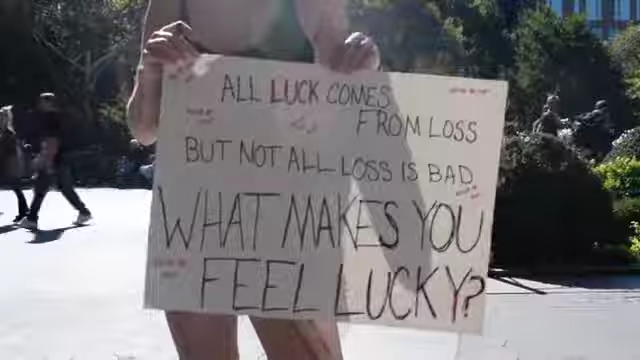 ALL LUCK COMES
FROM LOSS
BUT NOT ALL LOSS IS BAD
WHAT MAKES YOU
FEEL LUCKY?